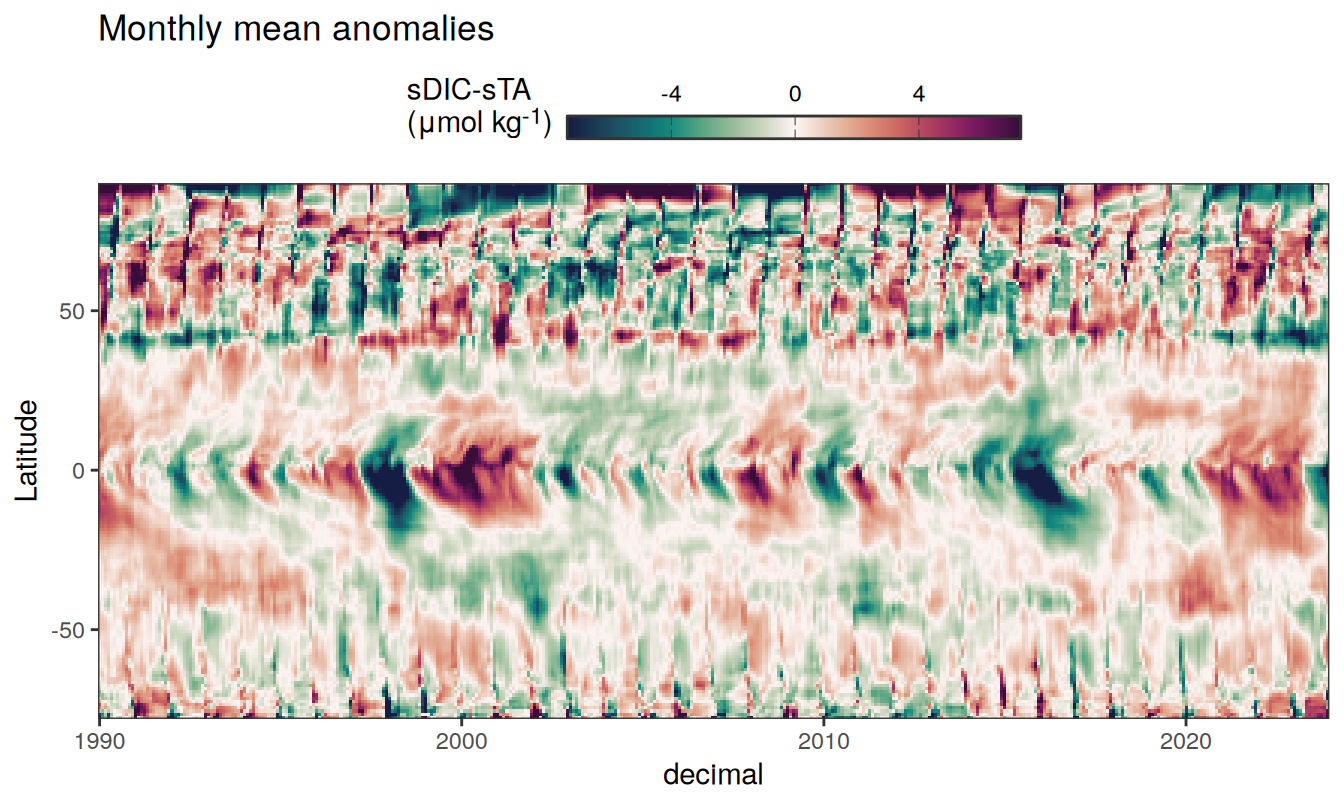 Monthly mean anomalies
sDIC-sTA
(µmol kg⁻¹)
-4 0 4
Latitude
50
0
-50
1990 2000 2010 2020
decimal